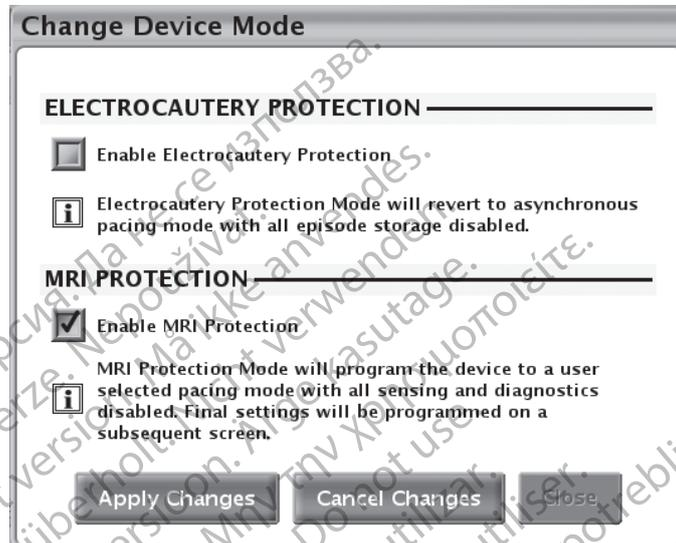 Change Device Mode
ELECTROCAUTERY PROTECTION
Enable Electrocautery Protection
Electrocautery Protection Mode will revert to asynchronous
pacing mode with all episode storage disabled.
MRI PROTECTION
Enable MRI Protection
MRI Protection Mode will program the device to a user
selected pacing mode with all sensing and diagnostics
disabled. Final settings will be programmed on a
subsequent screen.
Apply Changes Cancel Changes Close